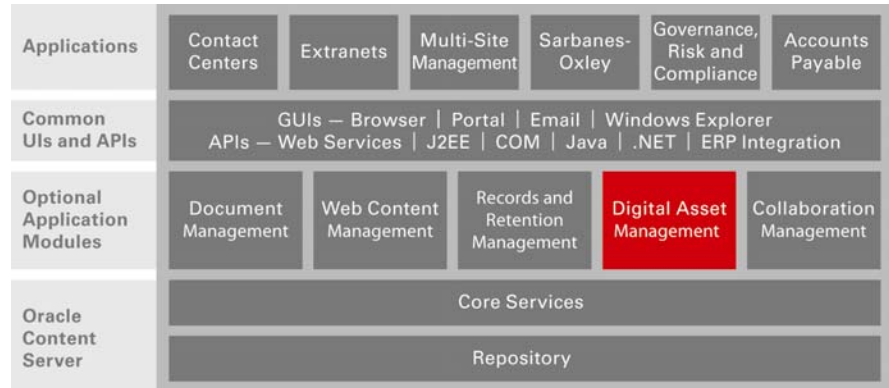 Applications
Contact
Centers
Extranets
Multi-Site
Management
Sarbanes-
Oxley
Governance,
Risk and
Compliance
Accounts
Payable
Common
UIs and APIs
GUIs — Browser | Portal | Email | Windows Explorer
APIs — Web Services | J2EE | COM | Java | .NET | ERP Integration
Optional
Application
Modules
Document
Management
Web Content
Management
Records and
Retention
Management
Digital Asset
Management
Collaboration
Management
Oracle
Content
Server
Core Services
Repository